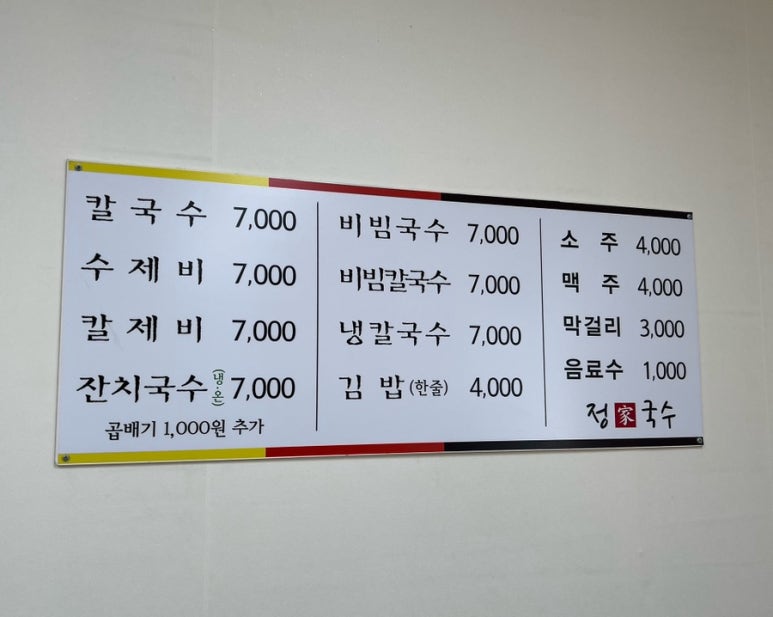 칼국수 7,000
수제비 7,000
칼제비 7,000
잔치국수(냉·온) 7,000
곱배기 1,000원 추가
비빔국수 7,000
비빔칼국수 7,000
냉칼국수 7,000
김밥(한줄) 4,000
소주 4,000
맥주 4,000
막걸리 3,000
음료수 1,000
정家국수